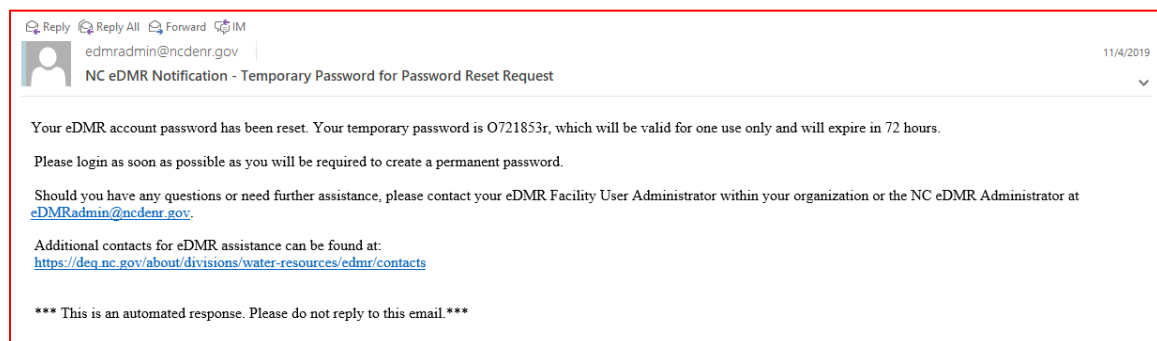 Reply Reply All Forward IM
edmradmin@ncdenr.gov
11/4/2019
NC eDMR Notification - Temporary Password for Password Reset Request
Your eDMR account password has been reset. Your temporary password is O721853r, which will be valid for one use only and will expire in 72 hours.
Please login as soon as possible as you will be required to create a permanent password.
Should you have any questions or need further assistance, please contact your eDMR Facility User Administrator within your organization or the NC eDMR Administrator at
eDMRadmin@ncdenr.gov.
Additional contacts for eDMR assistance can be found at:
https://deq.nc.gov/about/divisions/water-resources/edmr/contacts
*** This is an automated response. Please do not reply to this email.***